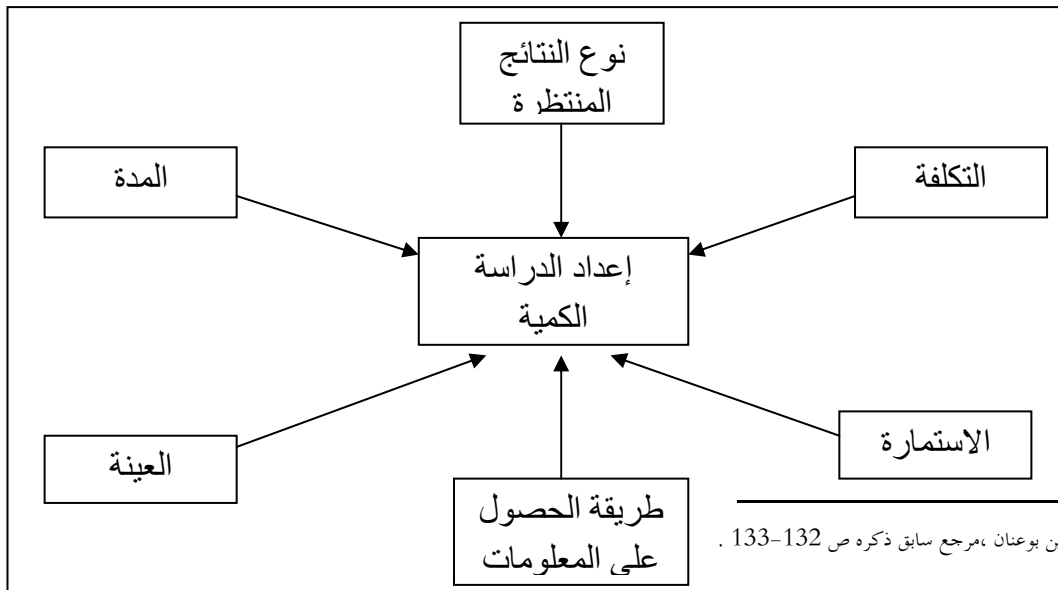 نوع النتائج
المنتظرة
التكلفة
المدة
إعداد الدراسة
الكمية
الاستمارة
العينة
طريقة الحصول
على المعلومات
بوعنان ،مرجع سابق ذكره ص 132-133 .